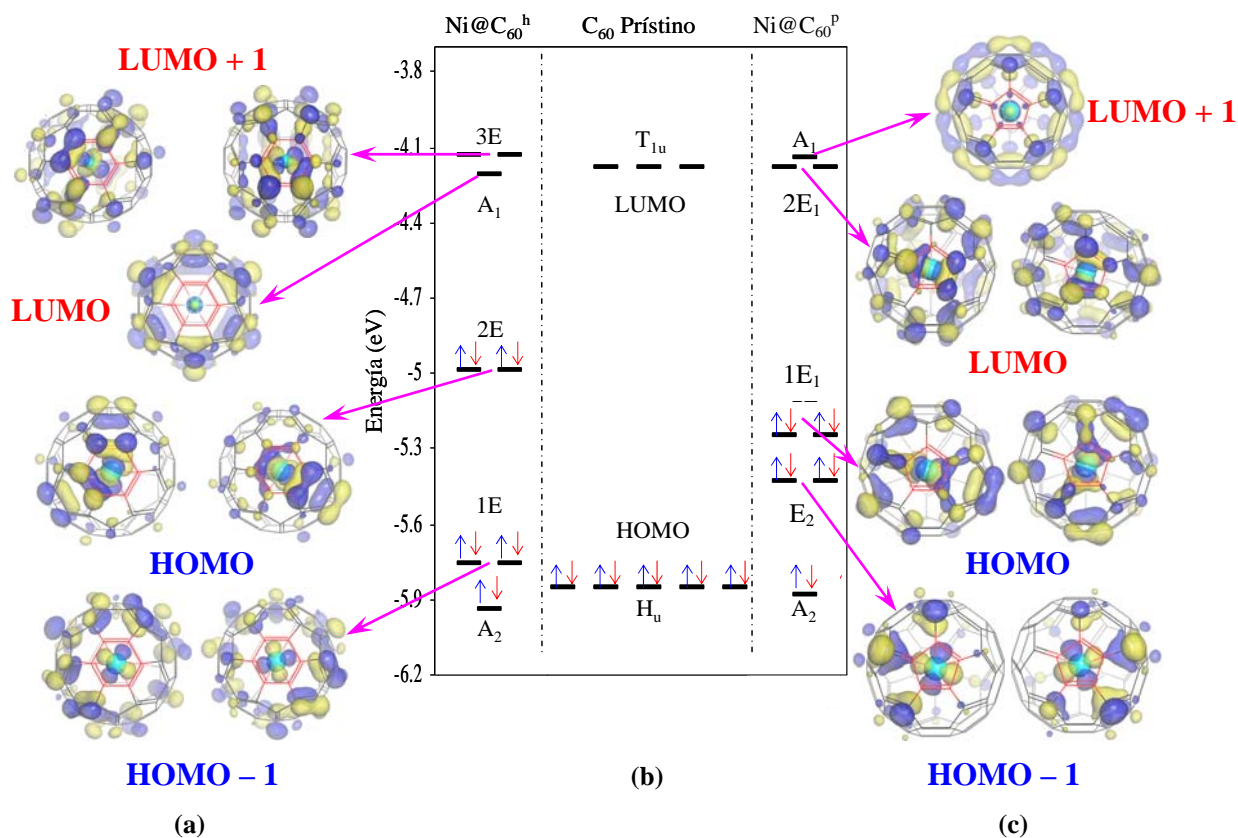 Ni@C60h
C60 Prístino
Ni@C60p
LUMO + 1
LUMO
HOMO
HOMO – 1
(a)
Energía (eV)
-3.8
-4.1
-4.4
-4.7
-5
-5.3
-5.6
-5.9
-6.2
3E
A1
2E
1E
A2
T1u
LUMO
HOMO
Hu
A1
2E1
1E1
E2
A2
(b)
LUMO + 1
LUMO
HOMO
HOMO – 1
(c)